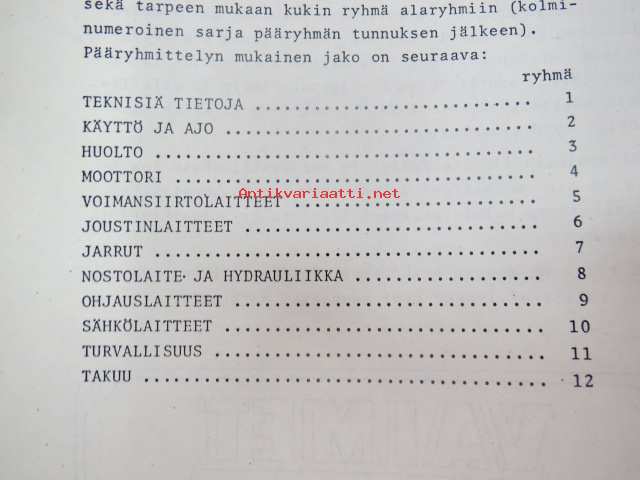 sekä tarpeen mukaan kukin ryhmä alaryhmiin (kolmi-
numeroinen sarja pääryhmän tunnuksen jälkeen).
Pääryhmittelyn mukainen jako on seuraava:
ryhmä
TEKNISIÄ TIETOJA ............................ 1
KÄYTTÖ JA AJO ............................... 2
HUOLTO ...................................... 3
MOOTTORI .................................... 4
Antikvariaatti.net
VOIMANSIIRTOLAITTEET ........................ 5
JOUSTINLAITTEET ............................. 6
JARRUT ...................................... 7
NOSTOLAITE JA HYDRAULIIKKA ................... 8
OHJAUSLAITTEET .............................. 9
SÄHKÖLAITTEET ............................... 10
TURVALLISUUS ................................ 11
TAKUU ....................................... 12
VALMET